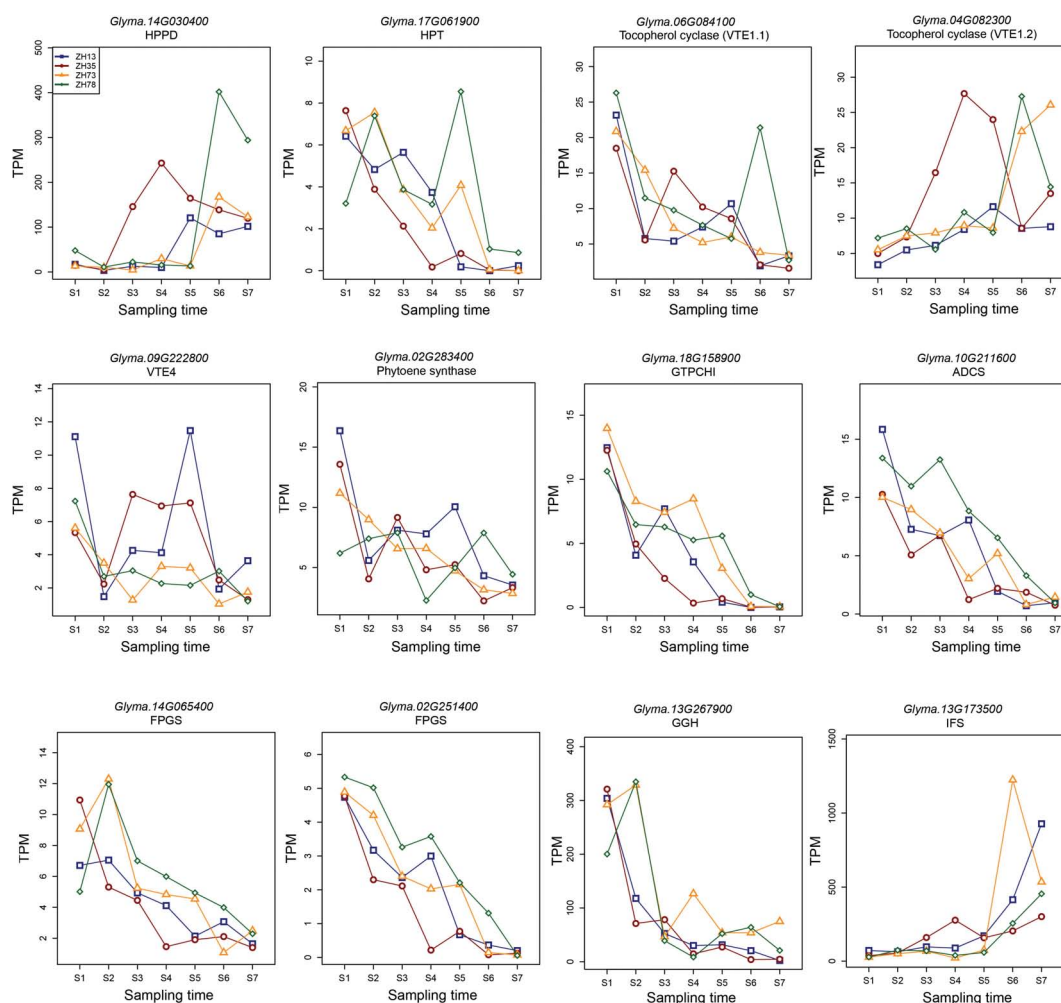 Glyma.14G030400
HPPD
500
400
300
200
100
0
TPM
ZH13
ZH35
ZH73
ZH78
S1 S2 S3 S4 S5 S6 S7
Sampling time
Glyma.17G061900
HPT
10
8
6
4
2
0
TPM
S1 S2 S3 S4 S5 S6 S7
Sampling time
Glyma.06G084100
Tocopherol cyclase (VTE1.1)
30
25
20
15
10
5
TPM
S1 S2 S3 S4 S5 S6 S7
Sampling time
Glyma.04G082300
Tocopherol cyclase (VTE1.2)
35
30
25
20
15
10
5
TPM
S1 S2 S3 S4 S5 S6 S7
Sampling time
Glyma.09G222800
VTE4
14
12
10
8
6
4
2
TPM
S1 S2 S3 S4 S5 S6 S7
Sampling time
Glyma.02G283400
Phytoene synthase
20
15
10
5
TPM
S1 S2 S3 S4 S5 S6 S7
Sampling time
Glyma.18G158900
GTPCHI
15
10
5
0
TPM
S1 S2 S3 S4 S5 S6 S7
Sampling time
Glyma.10G211600
ADCS
15
10
5
0
TPM
S1 S2 S3 S4 S5 S6 S7
Sampling time
Glyma.14G065400
FPGS
14
12
10
8
6
4
2
TPM
S1 S2 S3 S4 S5 S6 S7
Sampling time
Glyma.02G251400
FPGS
6
5
4
3
2
1
0
TPM
S1 S2 S3 S4 S5 S6 S7
Sampling time
Glyma.13G267900
GGH
400
300
200
100
0
TPM
S1 S2 S3 S4 S5 S6 S7
Sampling time
Glyma.13G173500
IFS
1500
1000
500
0
TPM
S1 S2 S3 S4 S5 S6 S7
Sampling time